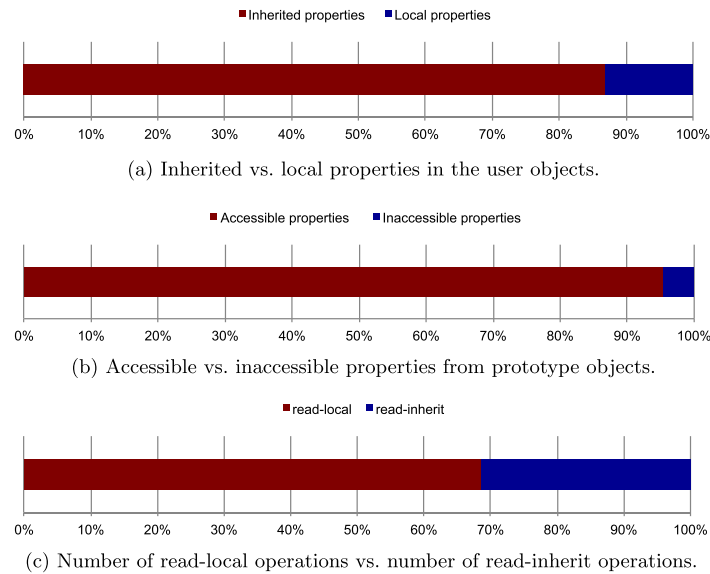 Inherited properties Local properties
0% 10% 20% 30% 40% 50% 60% 70% 80% 90% 100%
(a) Inherited vs. local properties in the user objects.
Accessible properties Inaccessible properties
0% 10% 20% 30% 40% 50% 60% 70% 80% 90% 100%
(b) Accessible vs. inaccessible properties from prototype objects.
read-local read-inherit
0% 10% 20% 30% 40% 50% 60% 70% 80% 90% 100%
(c) Number of read-local operations vs. number of read-inherit operations.